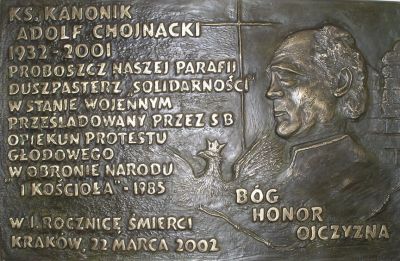 KS. KANONIK
ADOLF CHOJNACKI
1932-2001
PROBOSZCZ NASZEJ PARAFII
DUSZPASTERZ „SOLIDARNOŚCI"
W STANIE WOJENNYM
PRZEŚLADOWANY PRZEZ S B
OPIEKUN PROTESTU
GŁODOWEGO
„W OBRONIE NARODU
I KOŚCIOŁA" - 1985
W I. ROCZNICĘ ŚMIERCI
KRAKÓW, 22 MARCA 2002
BÓG
HONOR
OJCZYZNA